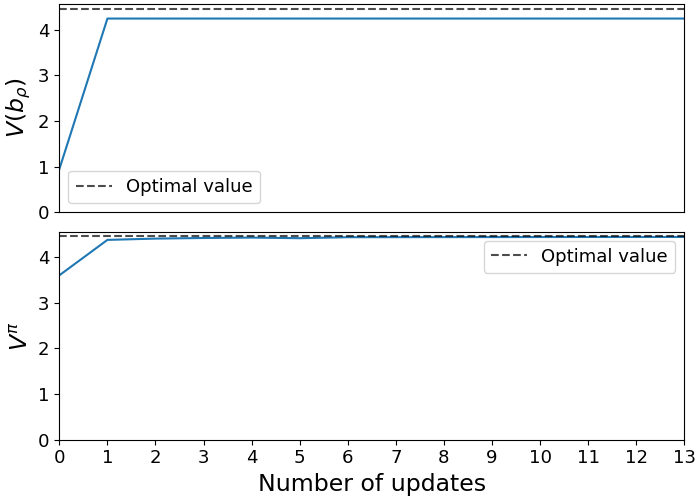 4
3
2
1
0
V(b_ρ)
Optimal value
4
3
2
1
0
V^π
Optimal value
0 1 2 3 4 5 6 7 8 9 10 11 12 13
Number of updates